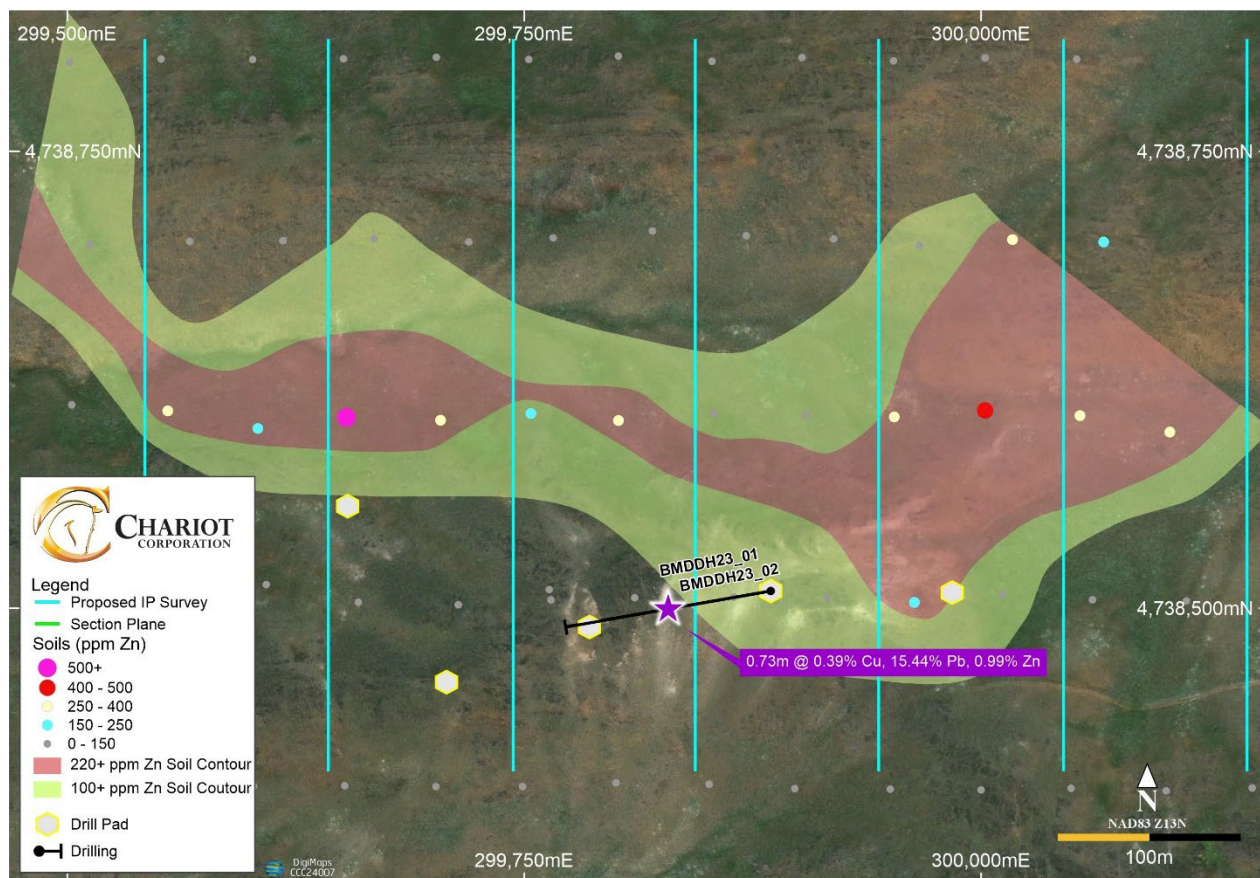 299,500mE
299,750mE
300,000mE
4,738,750mN
4,738,750mN
BMDDH23_01
BMDDH23_02
4,738,500mN
0.73m @ 0.39% Cu, 15.44% Pb, 0.99% Zn
CHARIOT
CORPORATION
Legend
Proposed IP Survey
Section Plane
Soils (ppm Zn)
500+
400 - 500
250 - 400
150 - 250
0 - 150
220+ ppm Zn Soil Contour
100+ ppm Zn Soil Coutour
Drill Pad
Drilling
DigiMaps
CCC24007
299,750mE
300,000mE
N
NAD83 Z13N
100m